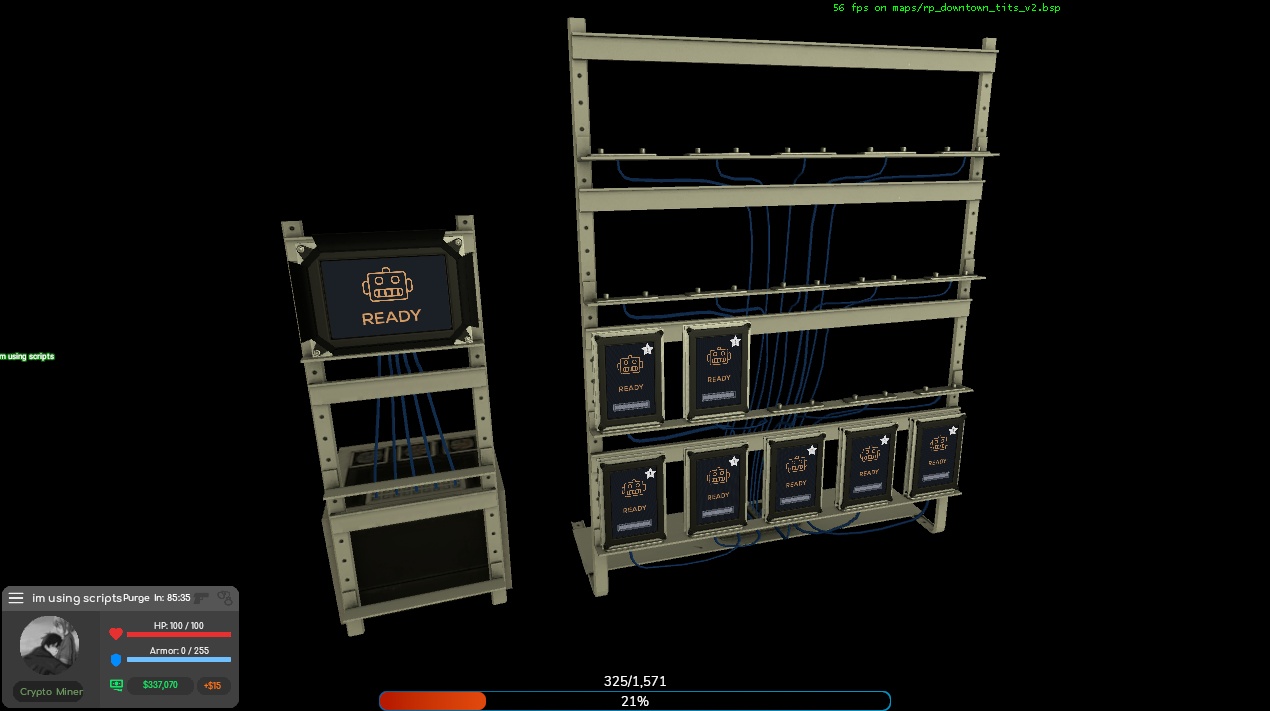 56 fps on maps/rp_downtown_tits_v2.bsp
READY
READY
READY
m using scripts
READY
READY
READY
READY
READY
im using scripts
Purge In: 85:35
HP: 100 / 100
Armor: 0 / 255
Crypto Miner
$337,070
+$15
325/1,571
21%